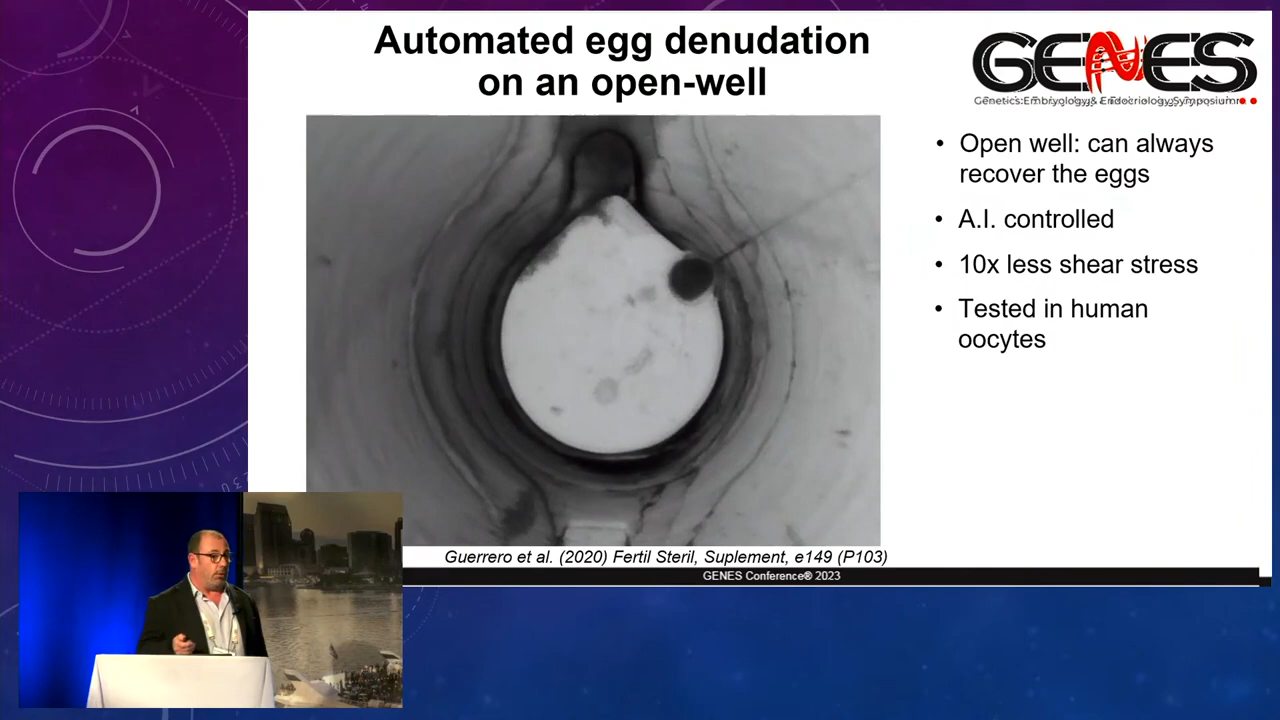 Automated egg denudation
on an open-well
GENES
Genetics Embryology & Endocrinology Symposium
• Open well: can always
recover the eggs
• A.I. controlled
• 10x less shear stress
• Tested in human
oocytes
Guerrero et al. (2020) Fertil Steril, Suplement, e149 (P103)
GENES Conference® 2023